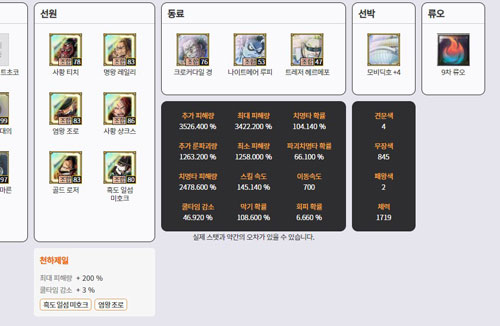 선원
동료
선박
류오
초월 78
초월 83
사황 티치
명왕 레일리
초월 83
초월 86
염왕 조로
사황 샹크스
초월 83
초월 80
골드 로저
흑도 일섬
미호크
초월 76
초월 53
초월 47
크로커다일 경
나이트메어 루피
트레저 헤르메포
모비딕호 +4
9차 류오
트초코
99
대의
97
마른
추가 피해량
최대 피해량
치명타 확률
3526.400 %
3422.200 %
104.140 %
추가 룬파괴량
최소 피해량
파괴치명타 확률
1263.200 %
1258.000 %
66.100 %
치명타 피해량
스킬 속도
이동속도
2478.600 %
145.140 %
700
쿨타임 감소
막기 확률
회피 확률
46.920 %
108.600 %
6.660 %
견문색
4
무장색
845
패왕색
2
체력
1719
실제 스탯과 약간의 오차가 있을 수 있습니다.
천하제일
최대 피해량 + 200 %
쿨타임 감소 + 3 %
흑도 일섬 미호크
염왕 조로